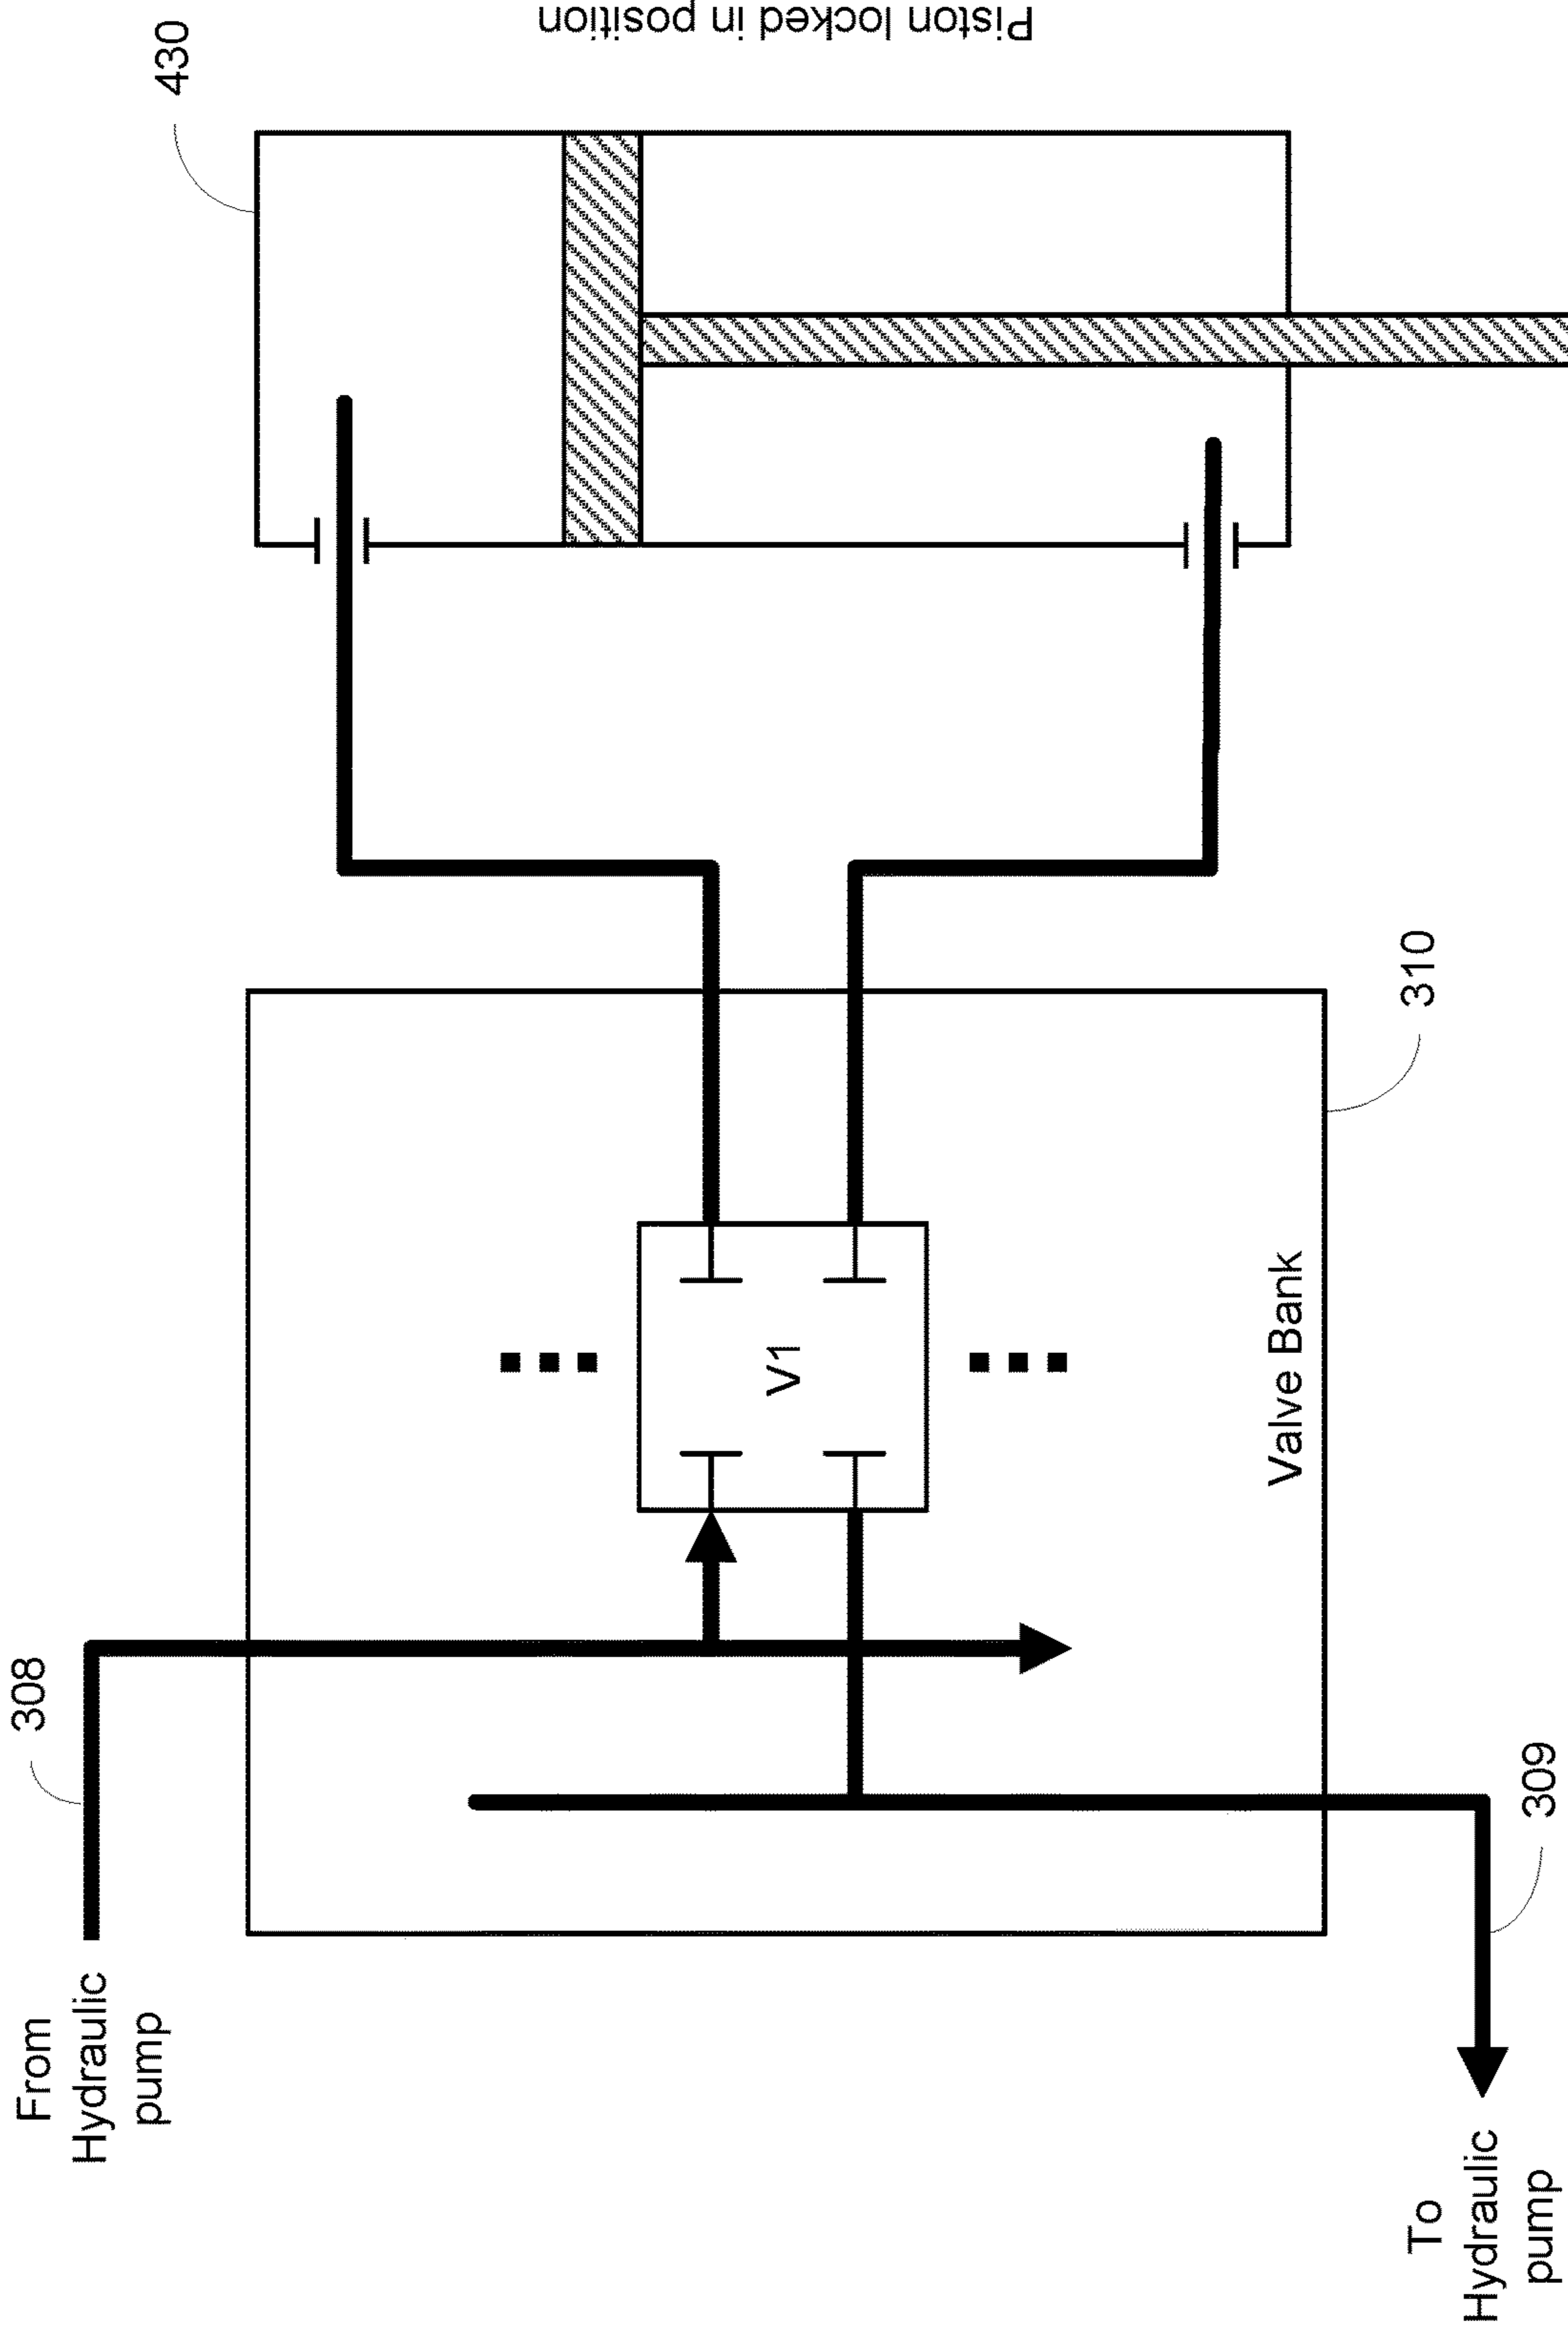 From
Hydraulic
pump
308
430
V1
Valve Bank
310
To
Hydraulic
pump
309
Piston locked in position